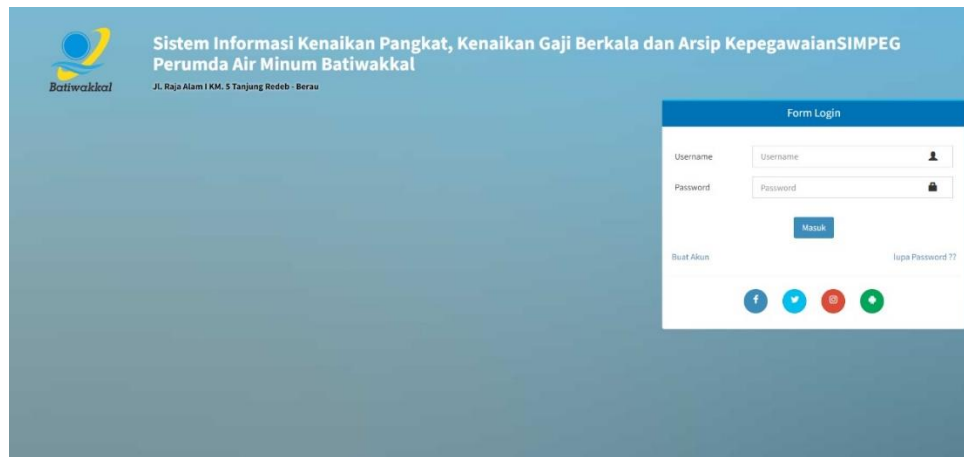 Sistem Informasi Kenaikan Pangkat, Kenaikan Gaji Berkala dan Arsip KepegawaianSIMPEG
Perumda Air Minum Batiwakkal
Batiwakkal
Jl. Raja Alam I KM. 5 Tanjung Redeb - Berau
Form Login
Username Username
Password Password
Masuk
Buat Akun lupa Password ??